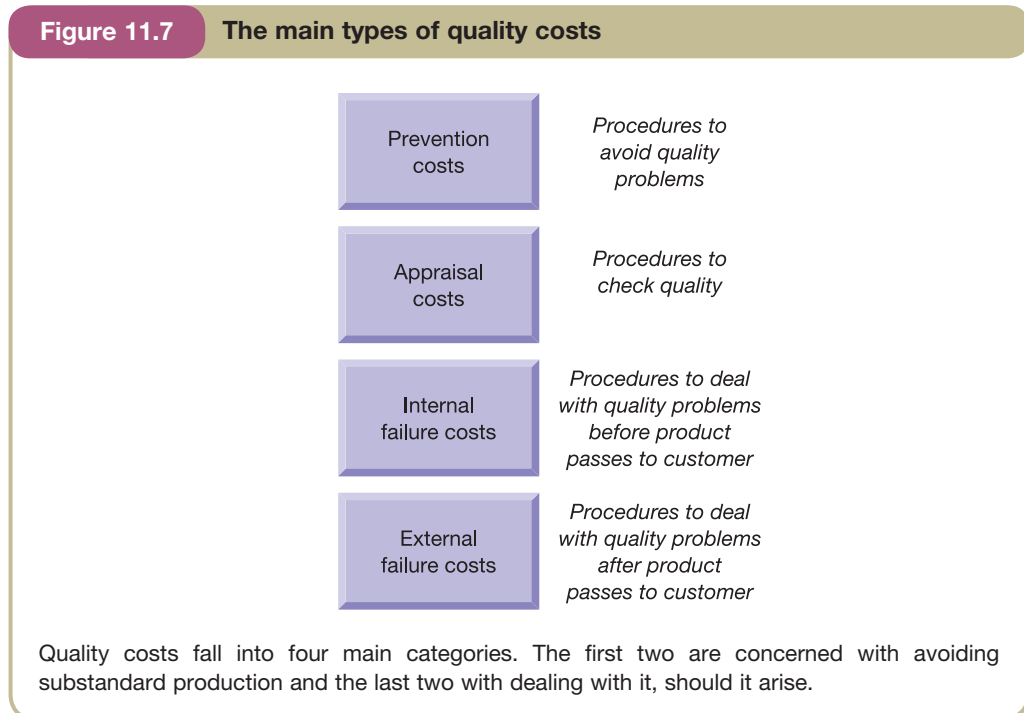 Figure 11.7 The main types of quality costs
Prevention
costs
Procedures to
avoid quality
problems
Appraisal
costs
Procedures to
check quality
Internal
failure costs
Procedures to deal
with quality problems
before product
passes to customer
External
failure costs
Procedures to deal
with quality problems
after product
passes to customer
Quality costs fall into four main categories. The first two are concerned with avoiding
substandard production and the last two with dealing with it, should it arise.